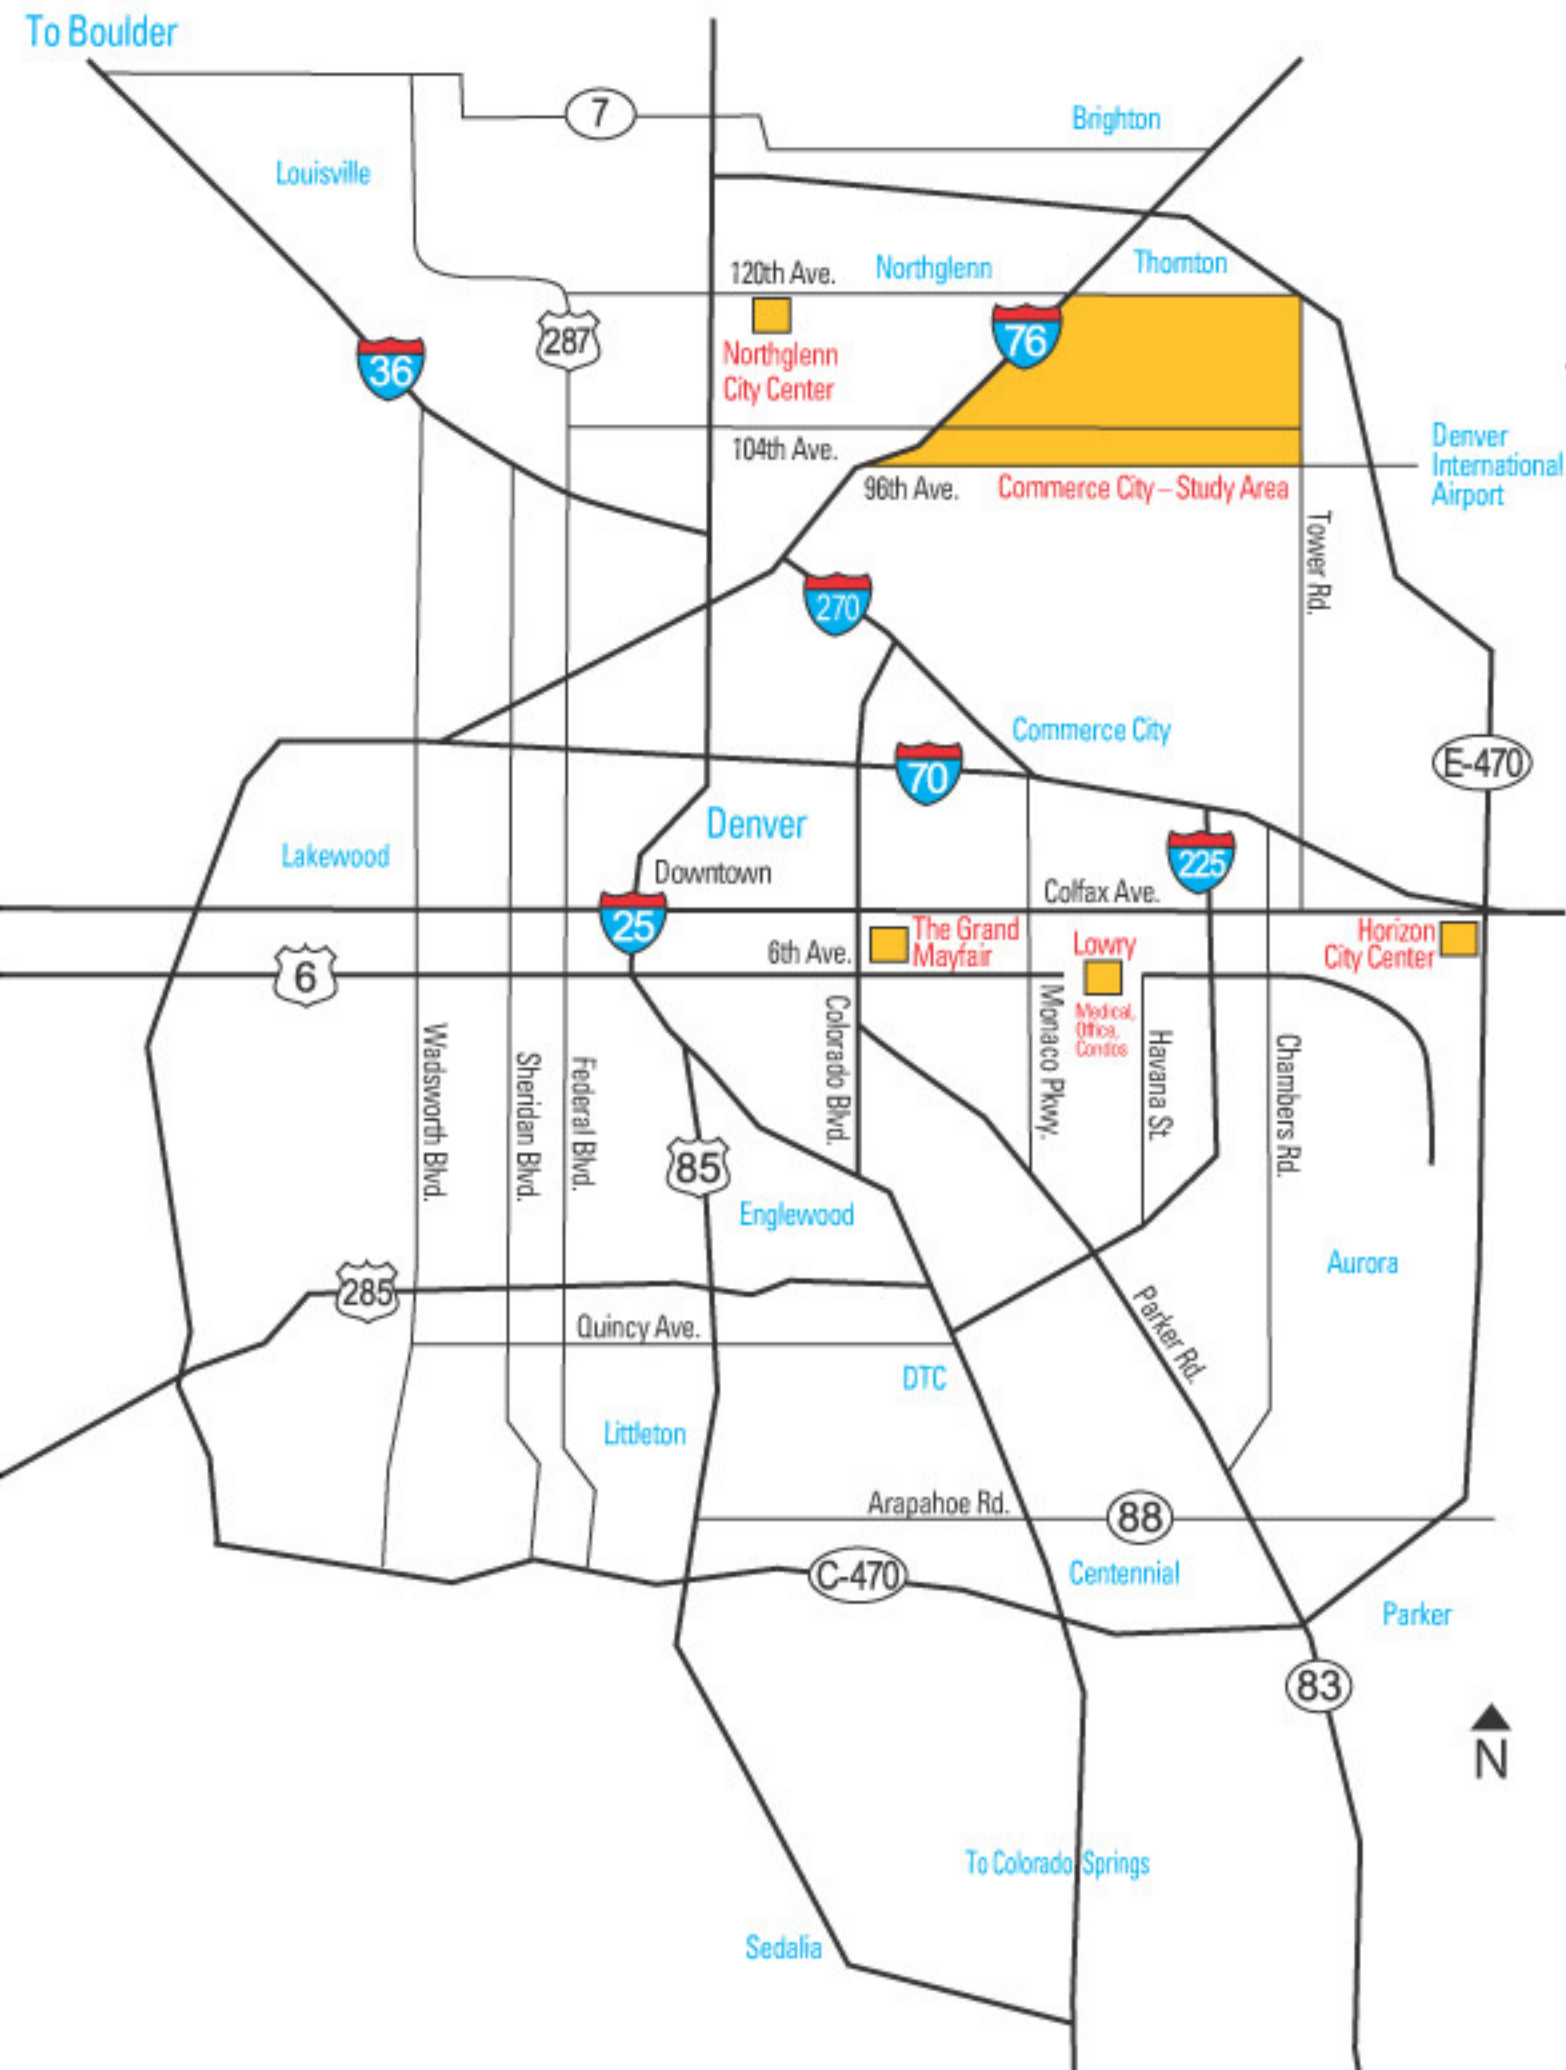 To Boulder
7
Brighton
Louisville
120th Ave.
Northglenn
Thornton
36
287
76
Northglenn
City Center
104th Ave.
96th Ave.
Commerce City – Study Area
Denver
International
Airport
Tower Rd.
270
Commerce City
70
E-470
Denver
Lakewood
Downtown
225
Colfax Ave.
25
6th Ave.
The Grand
Mayfair
Lowry
Horizon
City Center
6
Medical,
Office,
Condos
Wadsworth Blvd.
Sheridan Blvd.
Federal Blvd.
Colorado Blvd.
Monaco Pkwy.
Havana St.
Chambers Rd.
85
Englewood
Aurora
285
Quincy Ave.
Parker Rd.
DTC
Littleton
Arapahoe Rd.
88
C-470
Centennial
Parker
83
N
To Colorado Springs
Sedalia